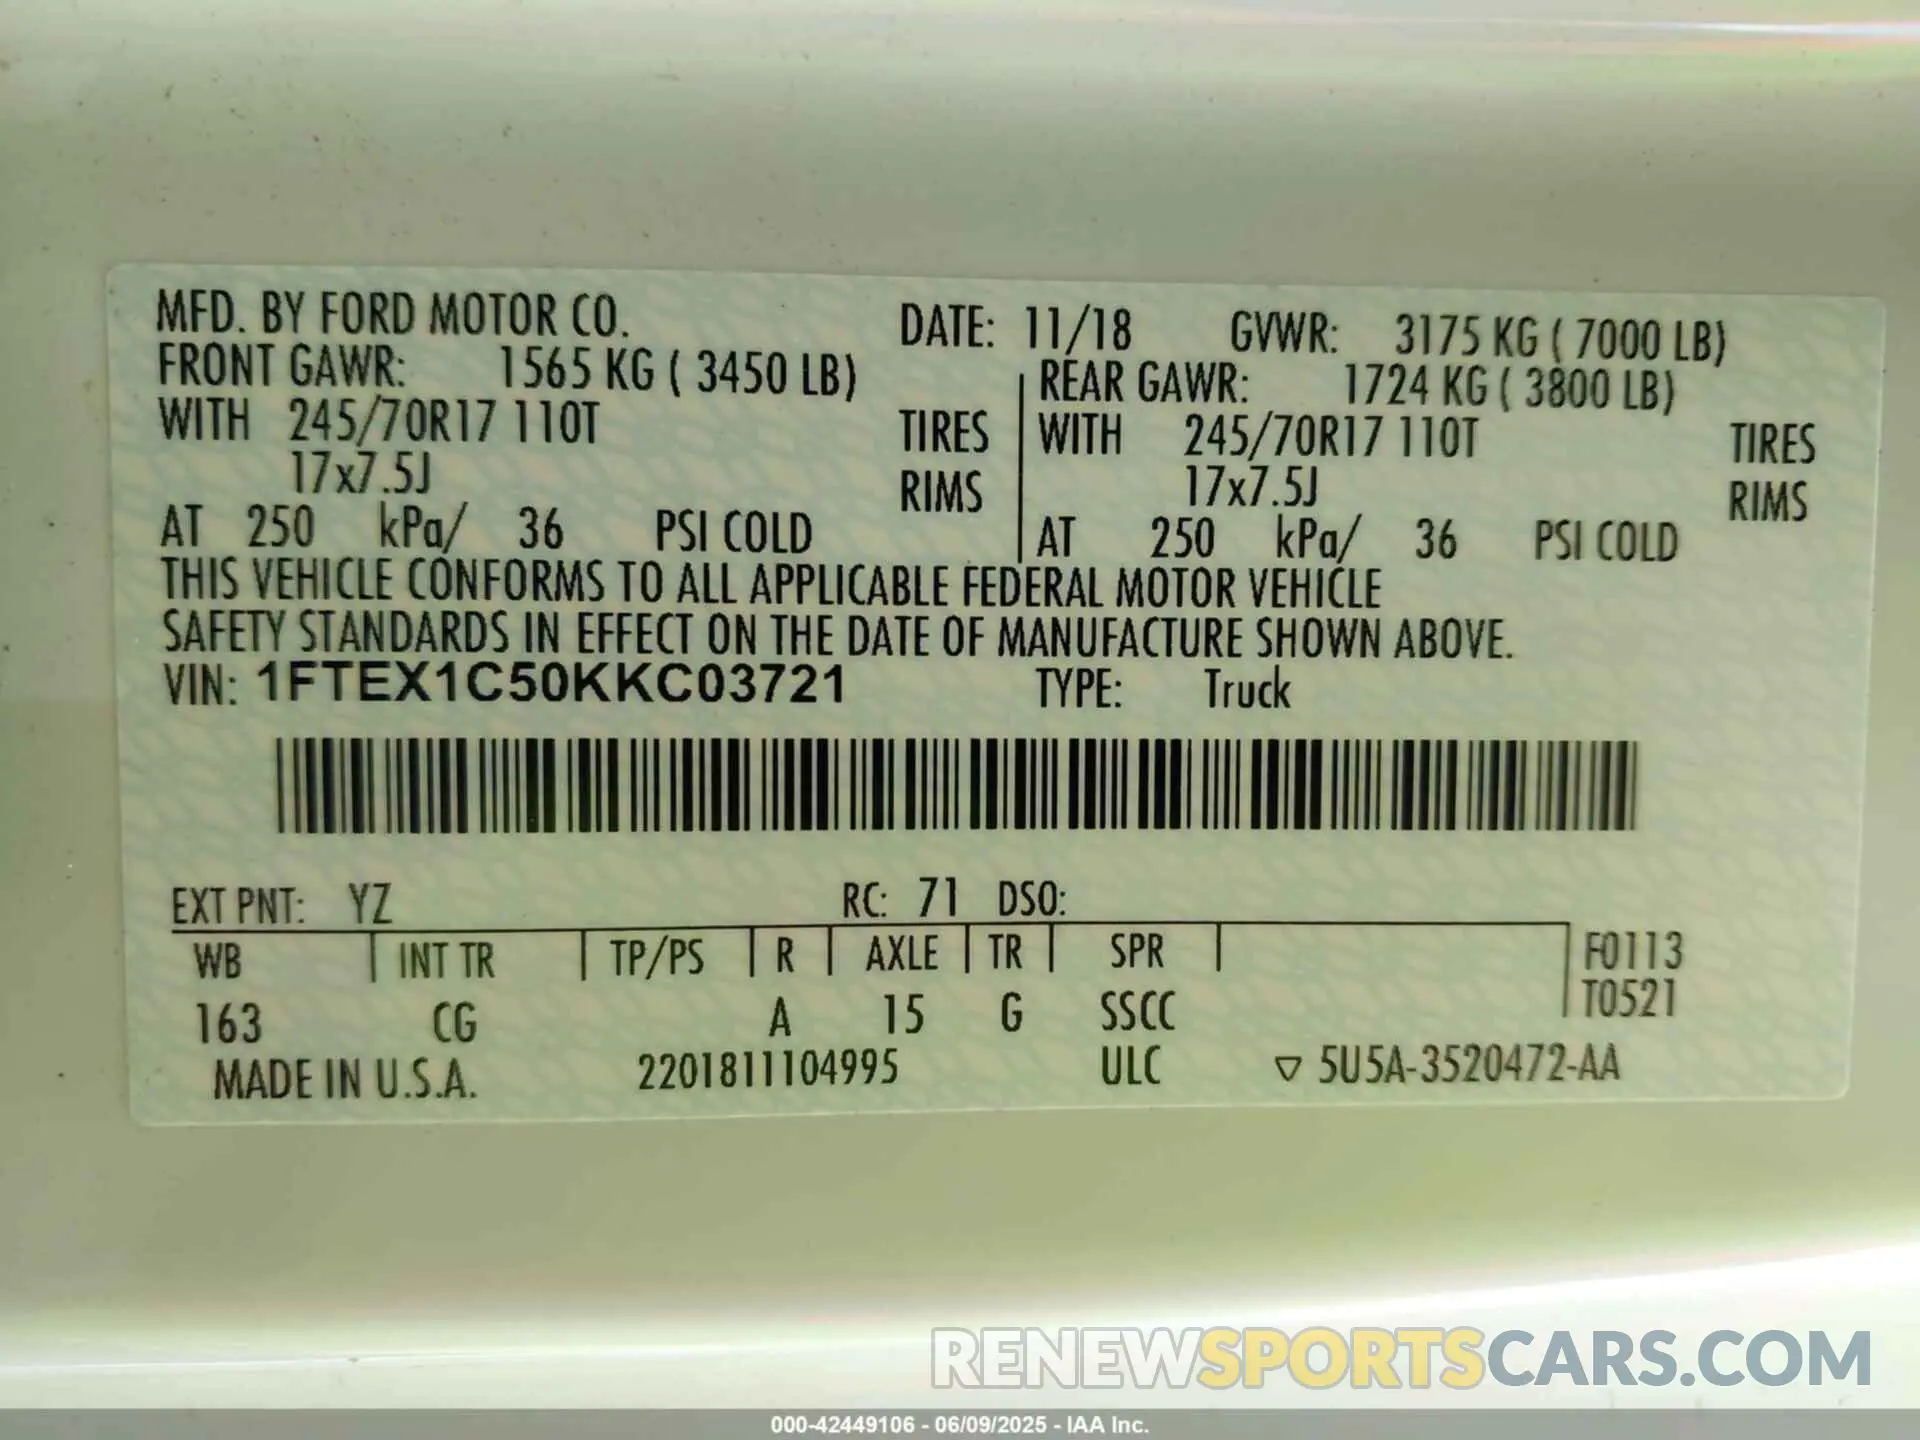 MFD. BY FORD MOTOR CO. DATE: 11/18 GVWR: 3175 KG ( 7000 LB)
FRONT GAWR: 1565 KG ( 3450 LB) REAR GAWR: 1724 KG ( 3800 LB)
WITH 245/70R17 110T TIRES WITH 245/70R17 110T TIRES
17x7.5J RIMS 17x7.5J RIMS
AT 250 kPa/ 36 PSI COLD AT 250 kPa/ 36 PSI COLD
THIS VEHICLE CONFORMS TO ALL APPLICABLE FEDERAL MOTOR VEHICLE
SAFETY STANDARDS IN EFFECT ON THE DATE OF MANUFACTURE SHOWN ABOVE.
VIN: 1FTEX1C50KKC03721 TYPE: Truck
EXT PNT: YZ RC: 71 DSO:
WB INT TR TP/PS R AXLE TR SPR F0113
T0521
163 CG A 15 G SSCC
MADE IN U.S.A. 2201811104995 ULC ▽ 5U5A-3520472-AA
RENEWSPORTSCARS.COM
000-42449106 - 06/09/2025 - IAA Inc.